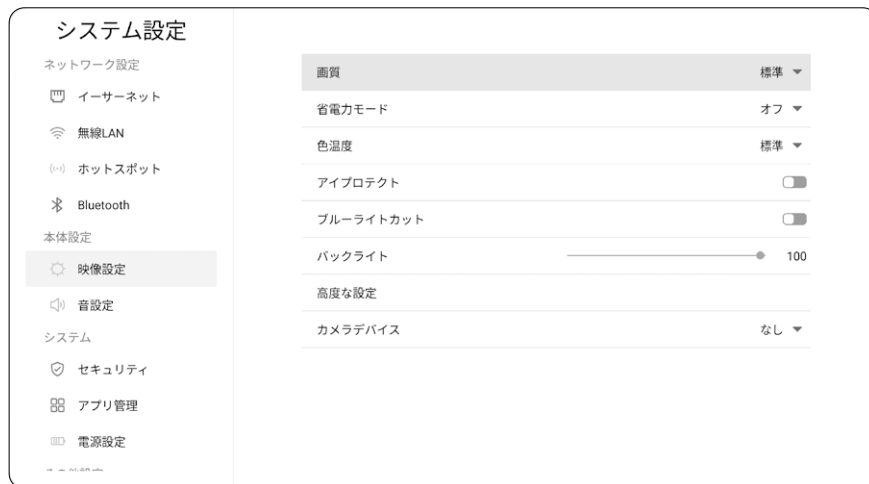 システム設定
ネットワーク設定
イーサーネット
無線LAN
ホットスポット
Bluetooth
本体設定
映像設定
音設定
システム
セキュリティ
アプリ管理
電源設定
画質 標準
省電力モード オフ
色温度 標準
アイプロテクト
ブルーライトカット
バックライト 100
高度な設定
カメラデバイス なし